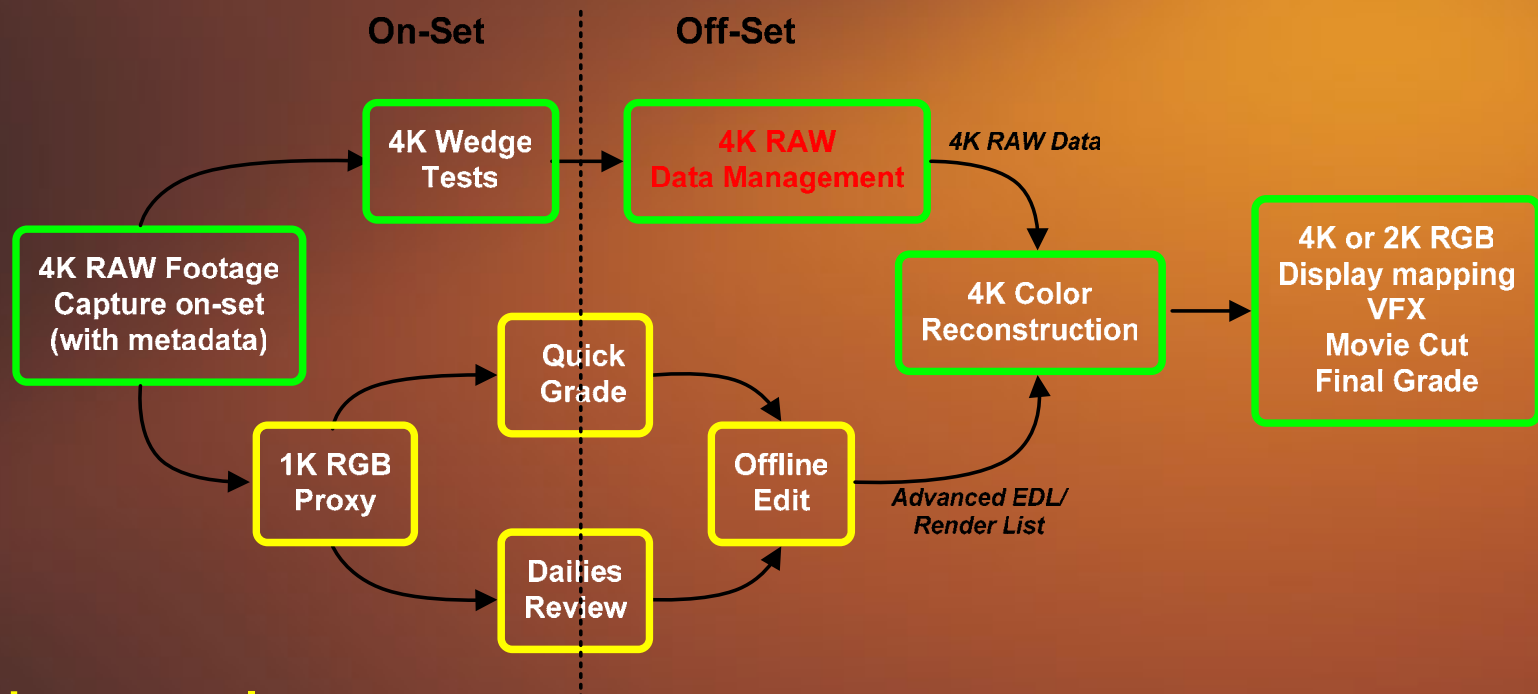 On-Set
Off-Set
4K Wedge
Tests
4K RAW
Data Management
4K RAW Data
4K RAW Footage
Capture on-set
(with metadata)
4K Color
Reconstruction
4K or 2K RGB
Display mapping
VFX
Movie Cut
Final Grade
Quick
Grade
1K RGB
Proxy
Offline
Edit
Advanced EDL/
Render List
Dailies
Review